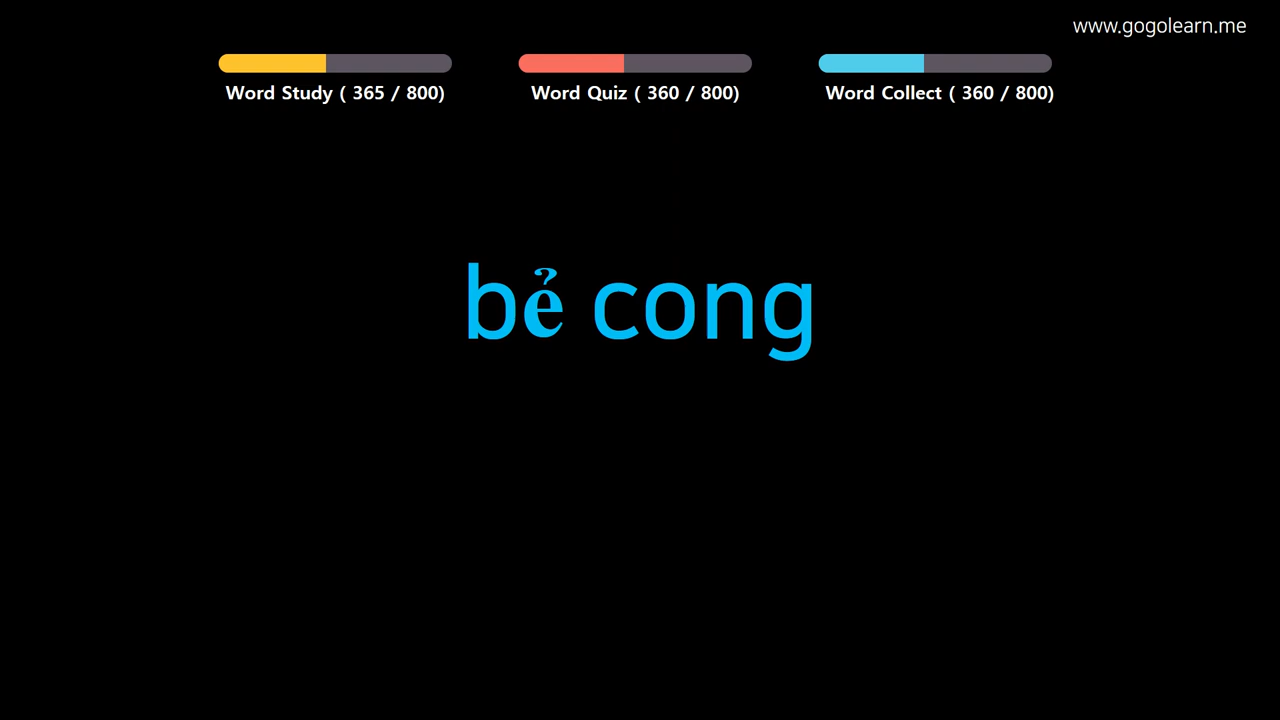 www.gogolearn.me
Word Study ( 365 / 800)
Word Quiz ( 360 / 800)
Word Collect ( 360 / 800)
bẻ cong